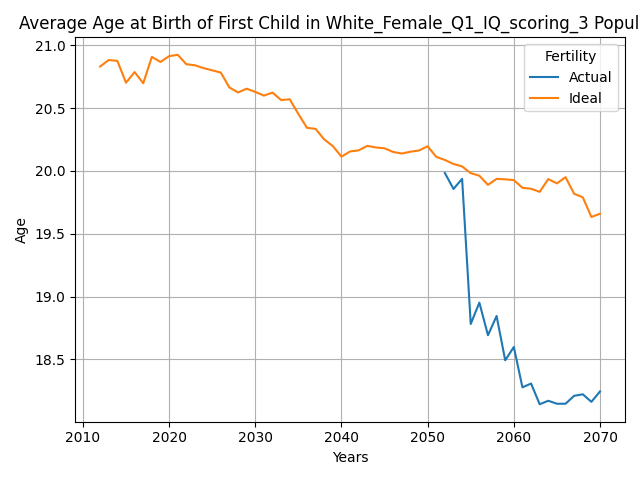 Average Age at Birth of First Child in White_Female_Q1_IQ_scoring_3 Popul
21.0
20.5
20.0
19.5
19.0
18.5
Age
Fertility
Actual
Ideal
2010 2020 2030 2040 2050 2060 2070
Years